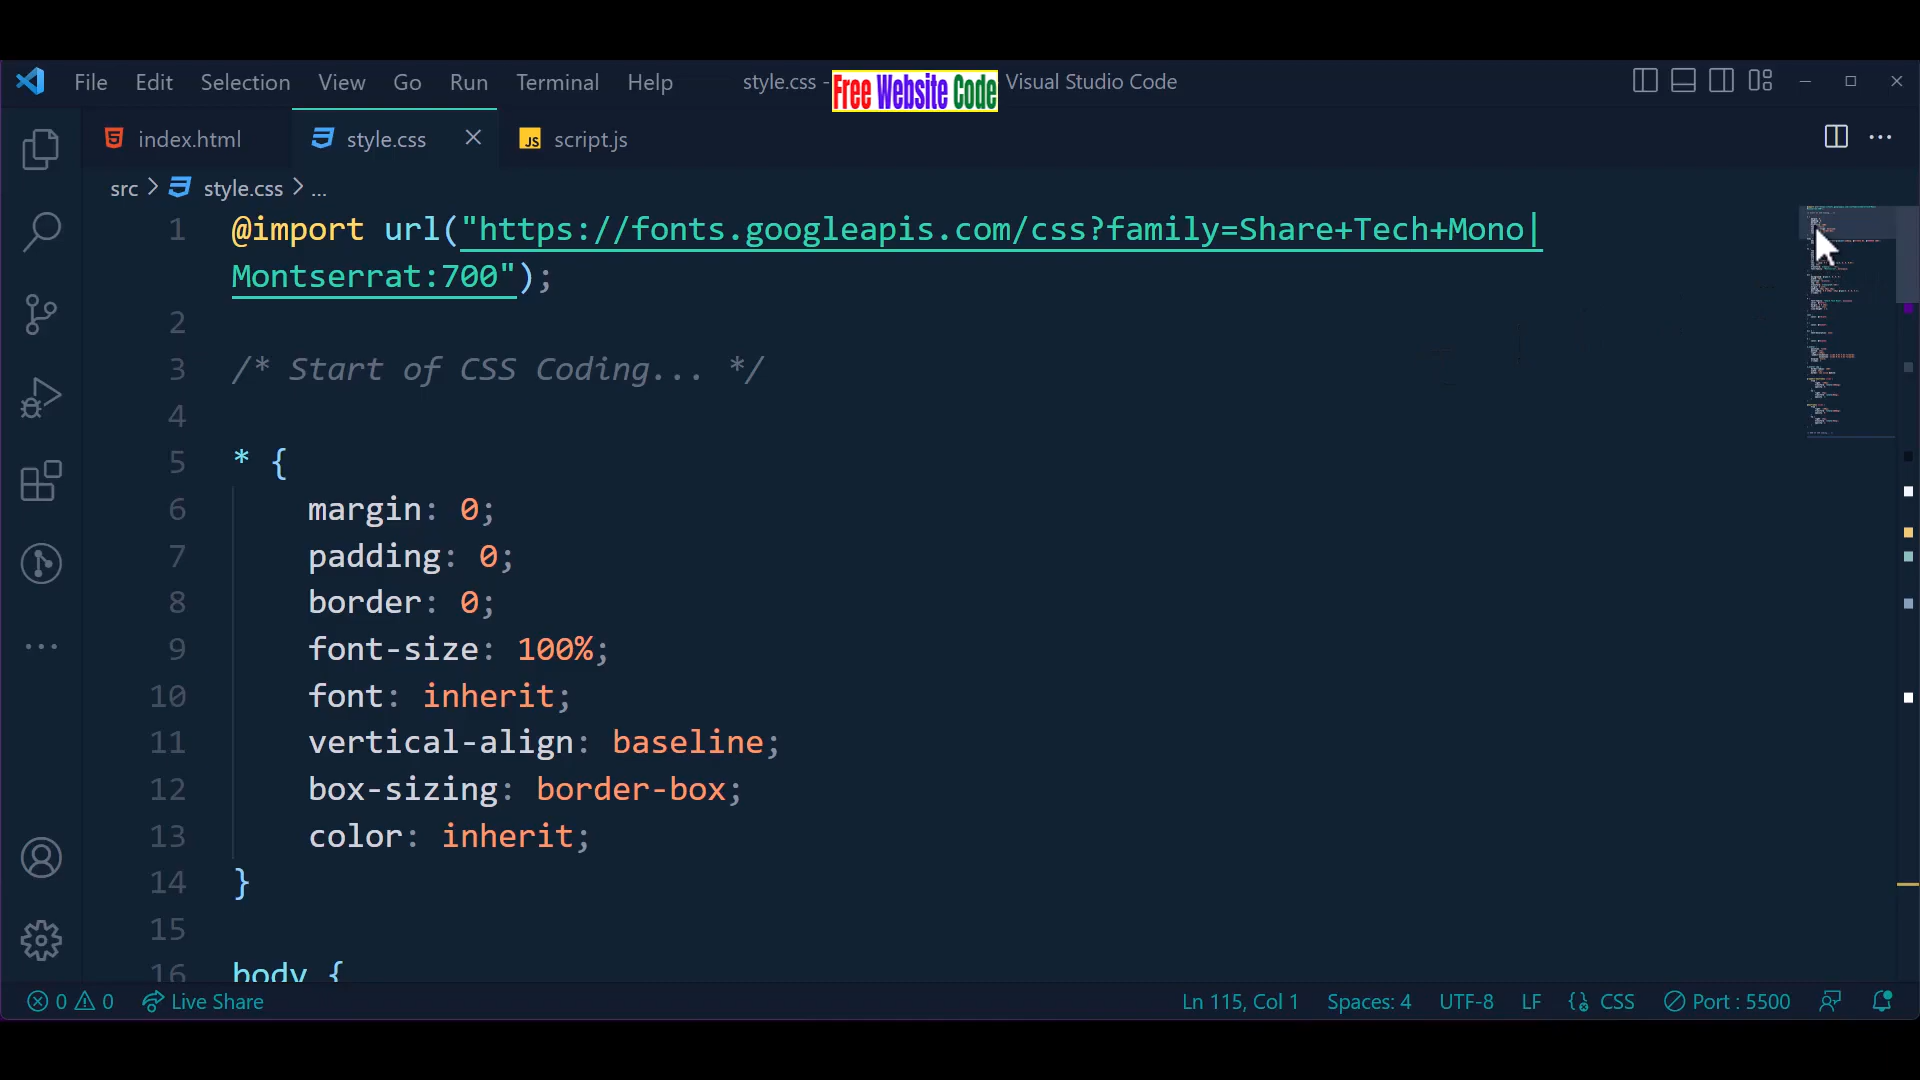 File Edit Selection View Go Run Terminal Help style.css - Free Website Code Visual Studio Code
index.html style.css JS script.js
src > style.css > ...
1 @import url("https://fonts.googleapis.com/css?family=Share+Tech+Mono|
Montserrat:700");
2
3 /* Start of CSS Coding... */
4
5 * {
6 margin: 0;
7 padding: 0;
8 border: 0;
9 font-size: 100%;
10 font: inherit;
11 vertical-align: baseline;
12 box-sizing: border-box;
13 color: inherit;
14 }
15
16 body {
0 0 Live Share Ln 115, Col 1 Spaces: 4 UTF-8 LF CSS Port : 5500